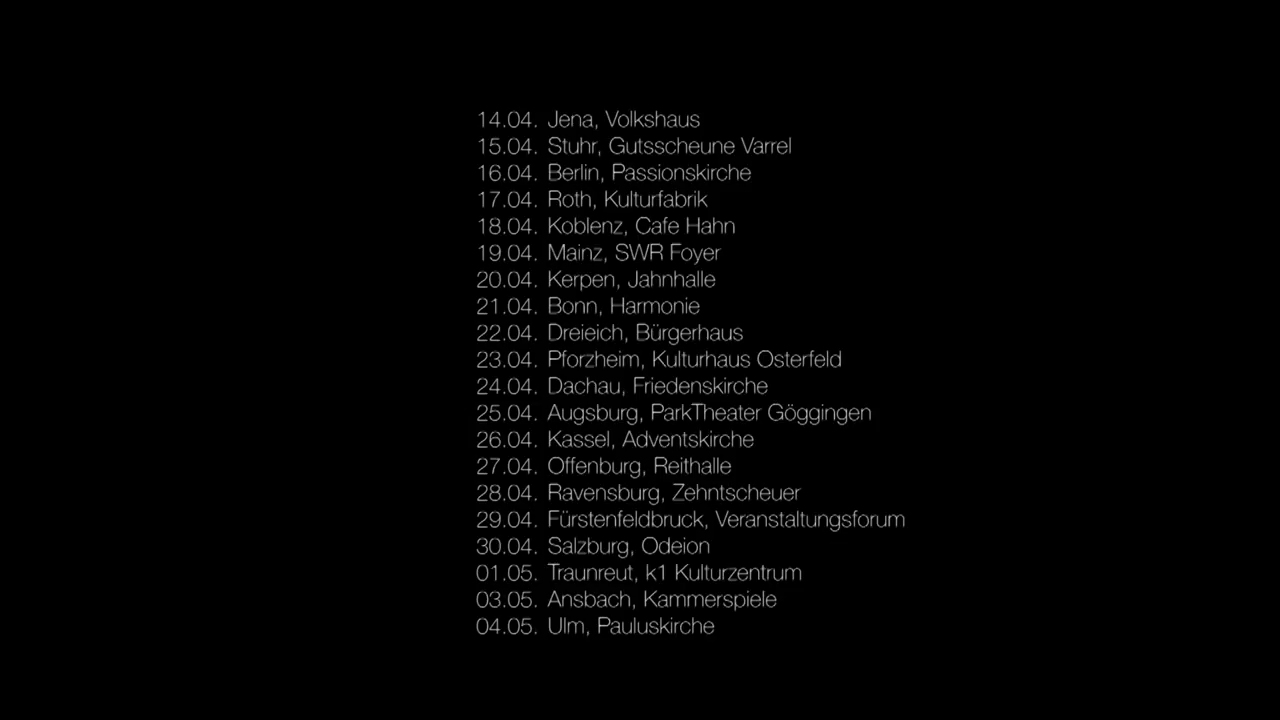 14.04. Jena, Volkshaus
15.04. Stuhr, Gutsscheune Varrel
16.04. Berlin, Passionskirche
17.04. Roth, Kulturfabrik
18.04. Koblenz, Cafe Hahn
19.04. Mainz, SWR Foyer
20.04. Kerpen, Jahnhalle
21.04. Bonn, Harmonie
22.04. Dreieich, Bürgerhaus
23.04. Pforzheim, Kulturhaus Osterfeld
24.04. Dachau, Friedenskirche
25.04. Augsburg, ParkTheater Göggingen
26.04. Kassel, Adventskirche
27.04. Offenburg, Reithalle
28.04. Ravensburg, Zehntscheuer
29.04. Fürstenfeldbruck, Veranstaltungsforum
30.04. Salzburg, Odeion
01.05. Traunreut, k1 Kulturzentrum
03.05. Ansbach, Kammerspiele
04.05. Ulm, Pauluskirche